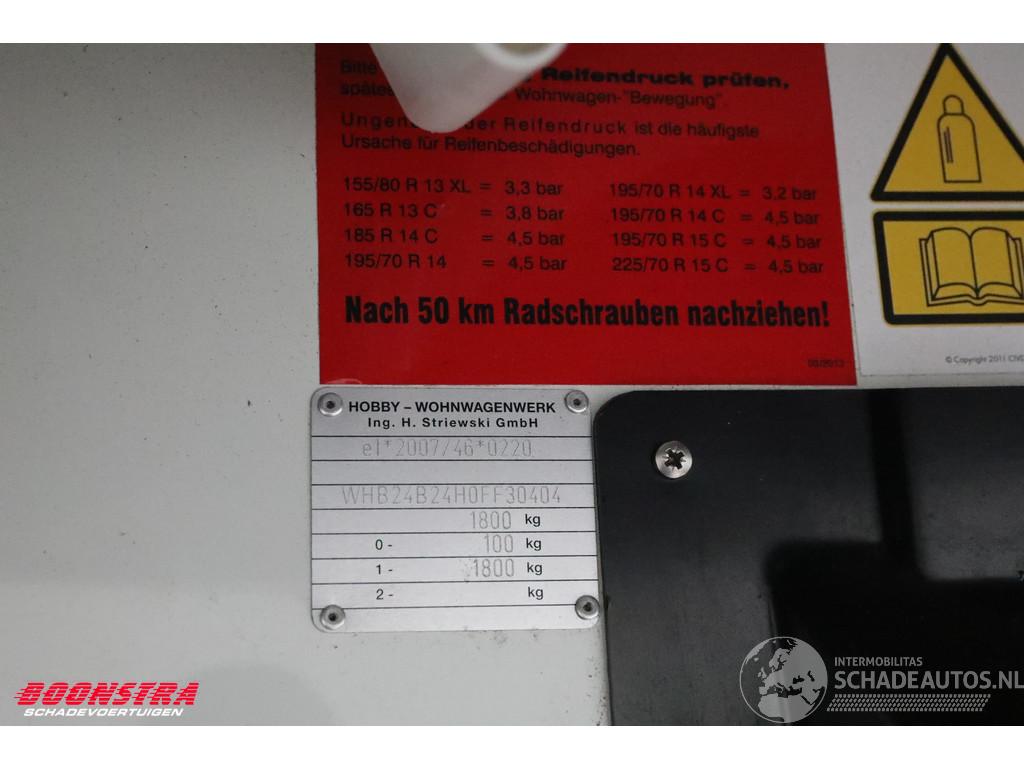 Bitte Reifendruck prüfen,
Wohnwagen-"Bewegung".
Reifendruck ist die häufigste
Ursache für Reifenbeschädigungen.
155/80 R 13 XL = 3,3 bar
165 R 13 C = 3,8 bar
185 R 14 C = 4,5 bar
195/70 R 14 = 4,5 bar
195/70 R 14 XL = 3,2 bar
195/70 R 14 C = 4,5 bar
195/70 R 15 C = 4,5 bar
225/70 R 15 C = 4,5 bar
Nach 50 km Radschrauben nachziehen!
© Copyright 2011
HOBBY – WOHNWAGENWERK
Ing. H. Striewski GmbH
e1*2007/46*0220
WHB24B24H0FF30404
1800 kg
0 - 100 kg
1 - 1800 kg
2 - kg
BOONSTRA
SCHADEVOERTUIGEN
INTERMOBILITAS
SCHADEAUTOS.NL